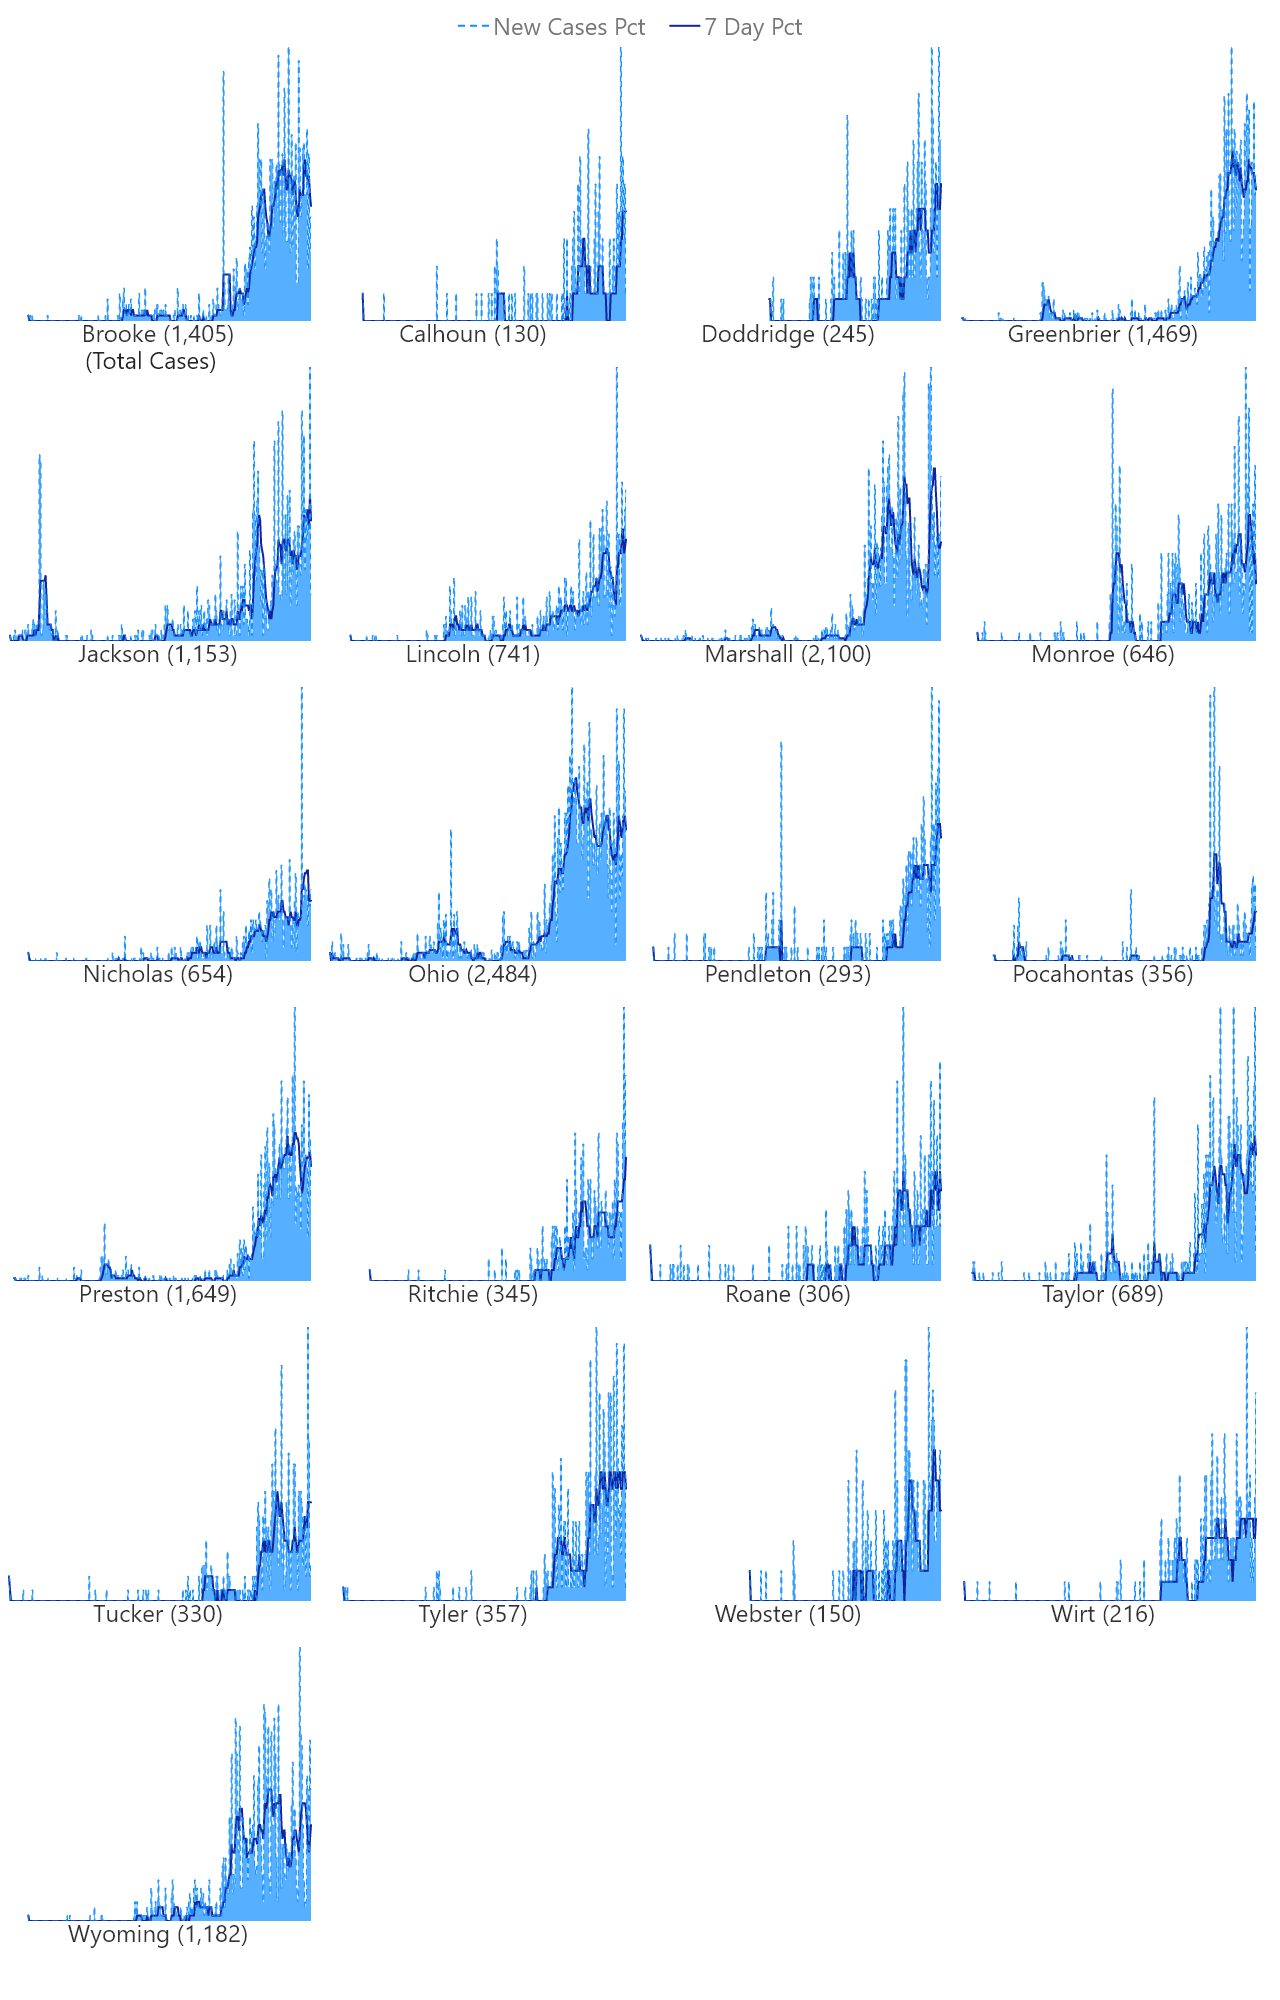 New Cases Pct 7 Day Pct
Brooke (1,405) Calhoun (130) Doddridge (245) Greenbrier (1,469)
(Total Cases)
Jackson (1,153) Lincoln (741) Marshall (2,100) Monroe (646)
Nicholas (654) Ohio (2,484) Pendleton (293) Pocahontas (356)
Preston (1,649) Ritchie (345) Roane (306) Taylor (689)
Tucker (330) Tyler (357) Webster (150) Wirt (216)
Wyoming (1,182)